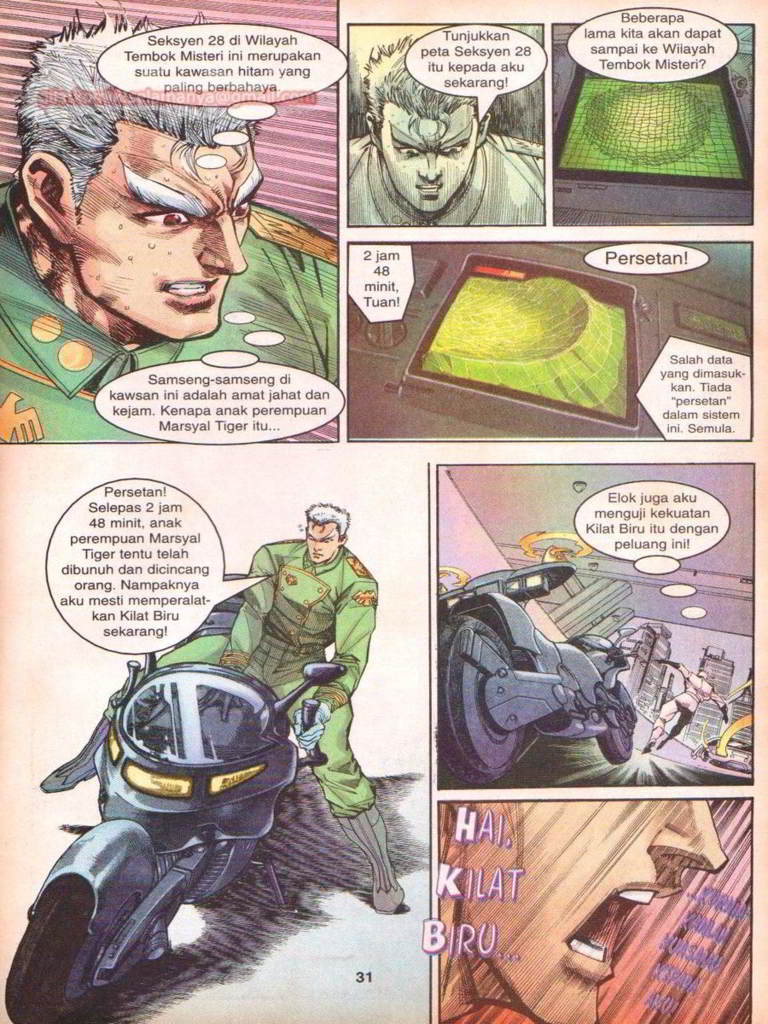 Seksyen 28 di Wilayah
Tembok Misteri ini merupakan
suatu kawasan hitam yang
paling berbahaya.
Samseng-samseng di
kawsan ini adalah amat jahat dan
kejam. Kenapa anak perempuan
Marsyal Tiger itu...
Tunjukkan
peta Seksyen 28
itu kepada aku
sekarang!
Beberapa
lama kita akan dapat
sampai ke Wilayah
Tembok Misteri?
2 jam
48
minit,
Tuan!
Persetan!
Salah data
yang dimasuk-
kan. Tiada
"persetan"
dalam sistem
ini. Semula.
Persetan!
Selepas 2 jam
48 minit, anak
perempuan Marsyal
Tiger tentu telah
dibunuh dan dicincang
orang. Nampaknya
aku mesti memperalat-
kan Kilat Biru
sekarang!
Elok juga aku
menguji kekuatan
Kilat Biru itu dengan
peluang ini!
HAI,
KILAT
BIRU...
31